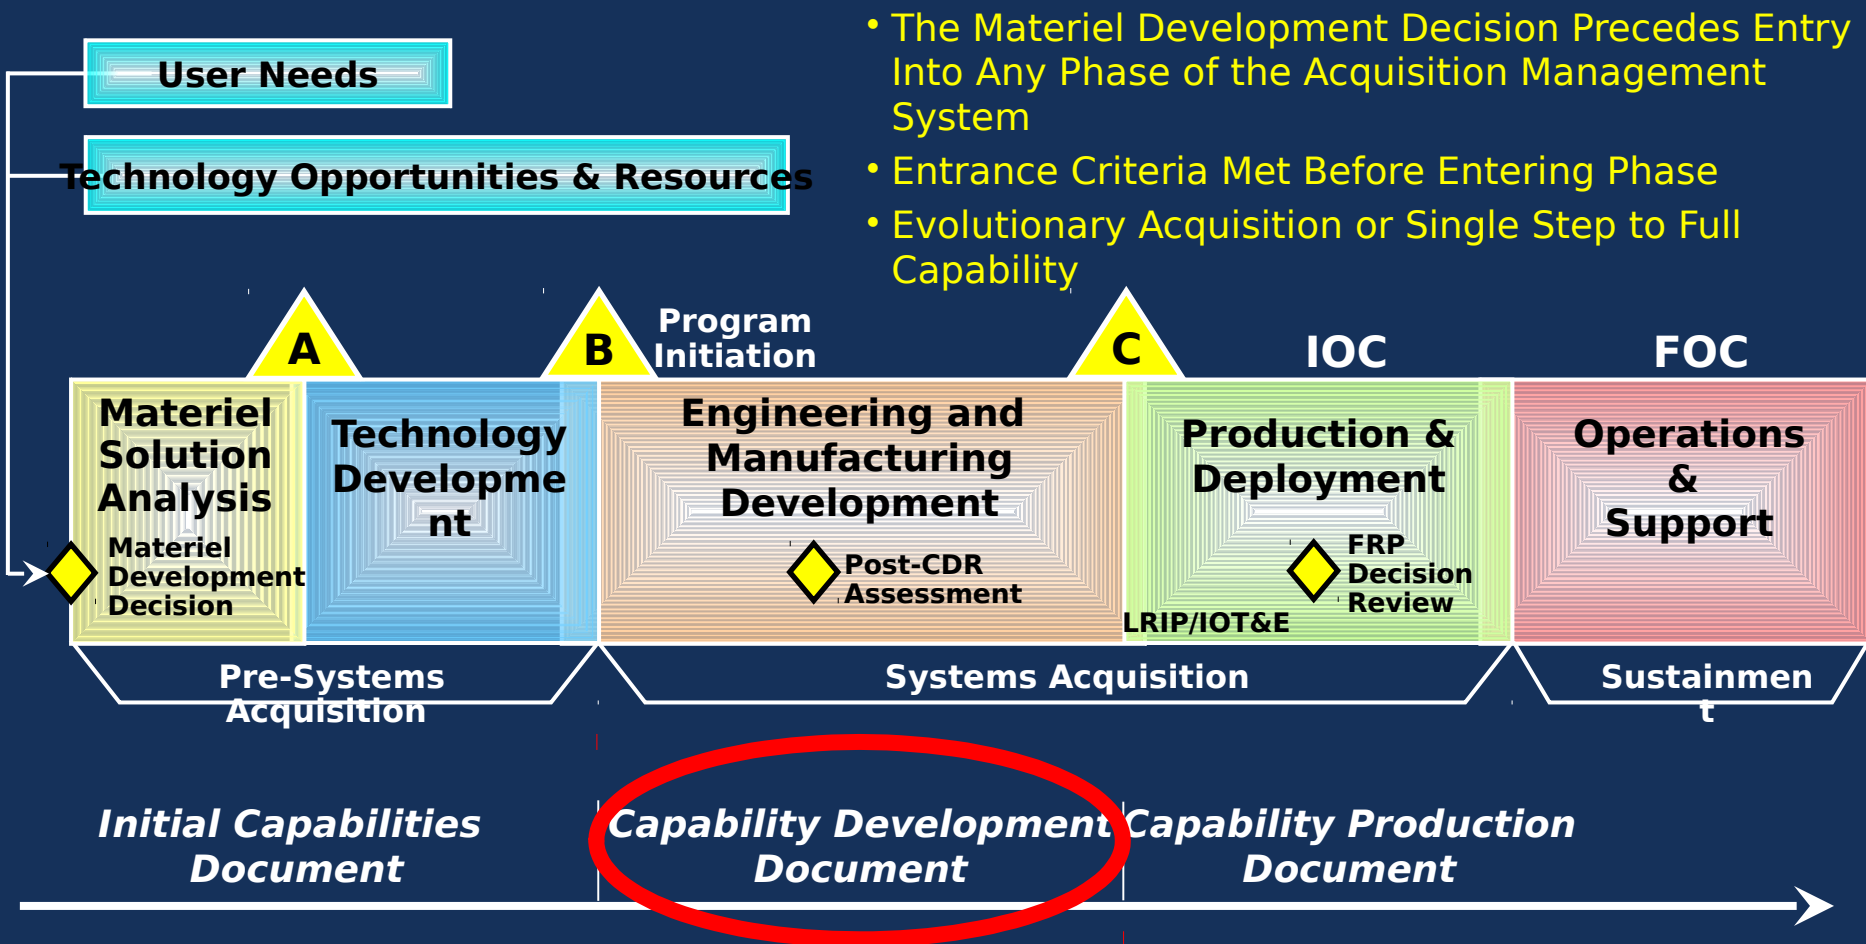 • The Materiel Development Decision Precedes Entry
Into Any Phase of the Acquisition Management
System
• Entrance Criteria Met Before Entering Phase
• Evolutionary Acquisition or Single Step to Full
Capability
User Needs
Technology Opportunities & Resources
A
B
Program
Initiation
C
IOC
FOC
Materiel
Solution
Analysis
Materiel
Development
Decision
Technology
Developme
nt
Engineering and
Manufacturing
Development
Post-CDR
Assessment
Production &
Deployment
FRP
Decision
Review
LRIP/IOT&E
Operations
&
Support
Pre-Systems
Acquisition
Systems Acquisition
Sustainmen
t
Initial Capabilities
Document
Capability Development
Document
Capability Production
Document